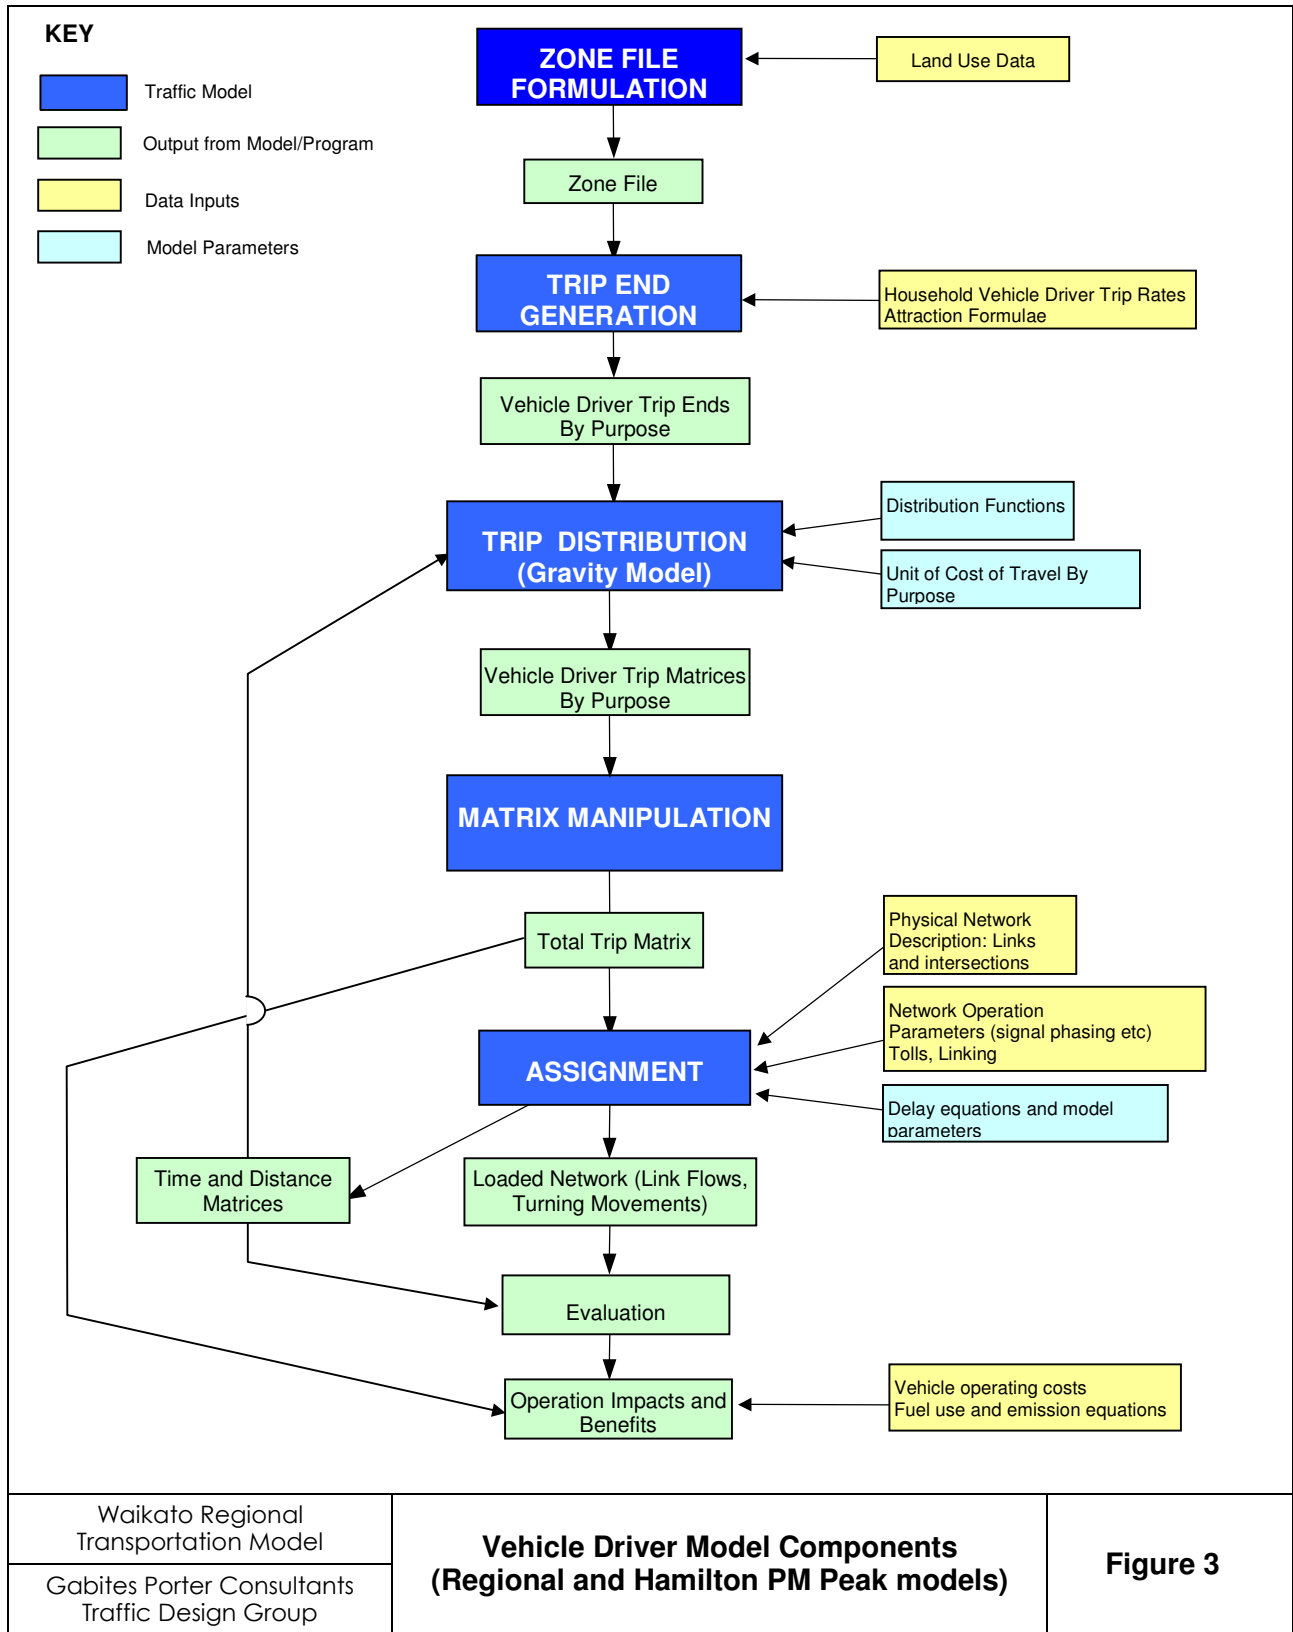 KEY
Traffic Model
Output from Model/Program
Data Inputs
Model Parameters
ZONE FILE
FORMULATION
Land Use Data
Zone File
TRIP END
GENERATION
Household Vehicle Driver Trip Rates
Attraction Formulae
Vehicle Driver Trip Ends
By Purpose
TRIP DISTRIBUTION
(Gravity Model)
Distribution Functions
Unit of Cost of Travel By
Purpose
Vehicle Driver Trip Matrices
By Purpose
MATRIX MANIPULATION
Total Trip Matrix
Physical Network
Description: Links
and intersections
Network Operation
Parameters (signal phasing etc)
Tolls, Linking
ASSIGNMENT
Delay equations and model
parameters
Time and Distance
Matrices
Loaded Network (Link Flows,
Turning Movements)
Evaluation
Operation Impacts and
Benefits
Vehicle operating costs
Fuel use and emission equations
Waikato Regional
Transportation Model
Gabites Porter Consultants
Traffic Design Group
Vehicle Driver Model Components
(Regional and Hamilton PM Peak models)
Figure 3